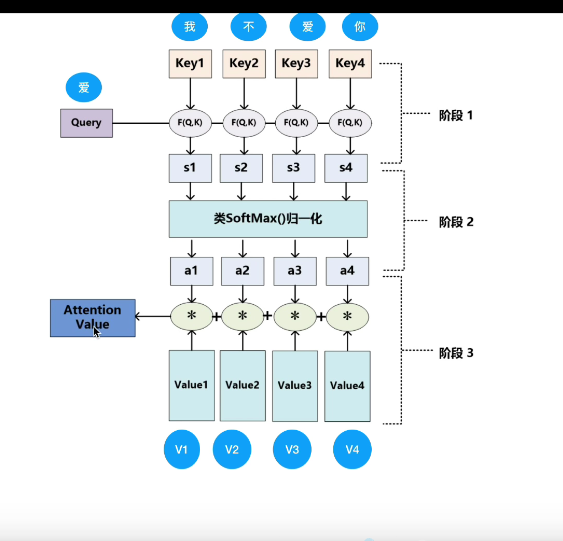 我 不 爱 你
Key1 Key2 Key3 Key4
爱
Query
F(Q,K) F(Q,K) F(Q,K) F(Q,K)
阶段 1
s1 s2 s3 s4
类SoftMax()归一化
阶段 2
a1 a2 a3 a4
Attention
Value
* + * + * + *
阶段 3
Value1 Value2 Value3 Value4
V1 V2 V3 V4